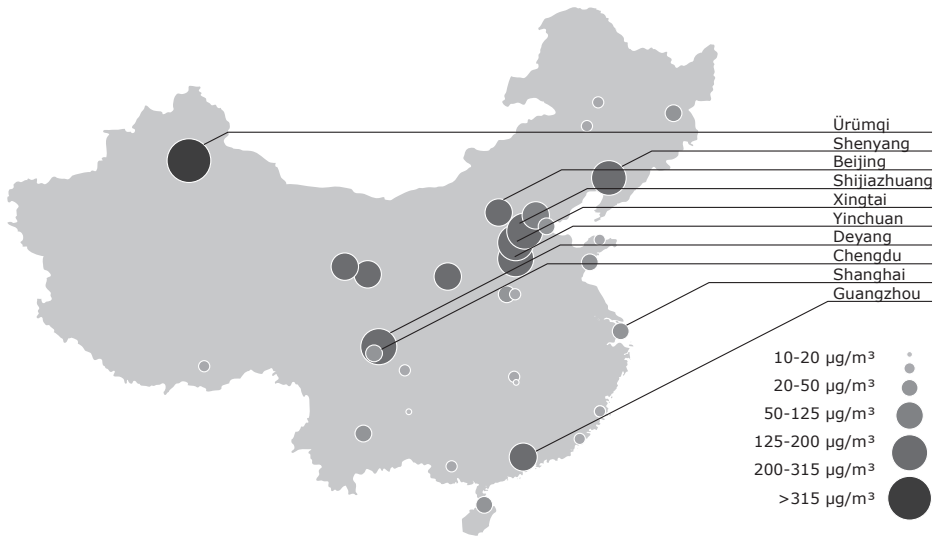 Ürümqi
Shenyang
Beijing
Shijiazhuang
Xingtai
Yinchuan
Deyang
Chengdu
Shanghai
Guangzhou
10-20 µg/m³
20-50 µg/m³
50-125 µg/m³
125-200 µg/m³
200-315 µg/m³
>315 µg/m³